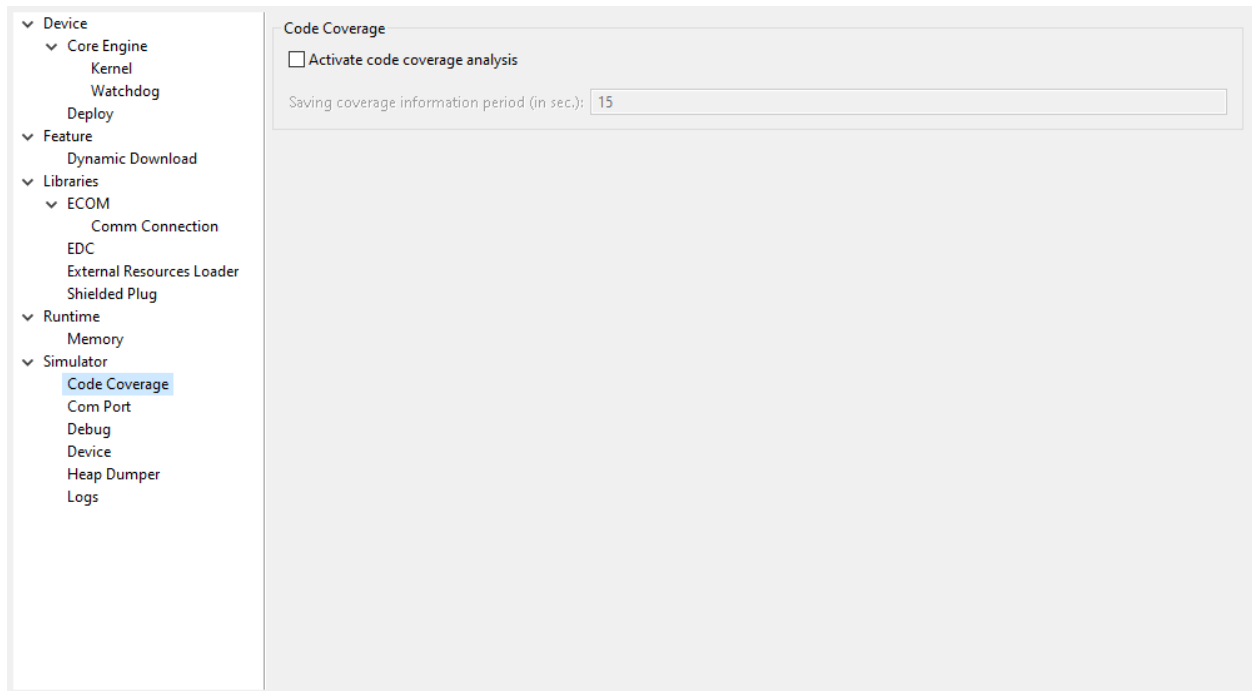 Device
Core Engine
Kernel
Watchdog
Deploy
Feature
Dynamic Download
Libraries
ECOM
Comm Connection
EDC
External Resources Loader
Shielded Plug
Runtime
Memory
Simulator
Code Coverage
Com Port
Debug
Device
Heap Dumper
Logs
Code Coverage
Activate code coverage analysis
Saving coverage information period (in sec.): 15